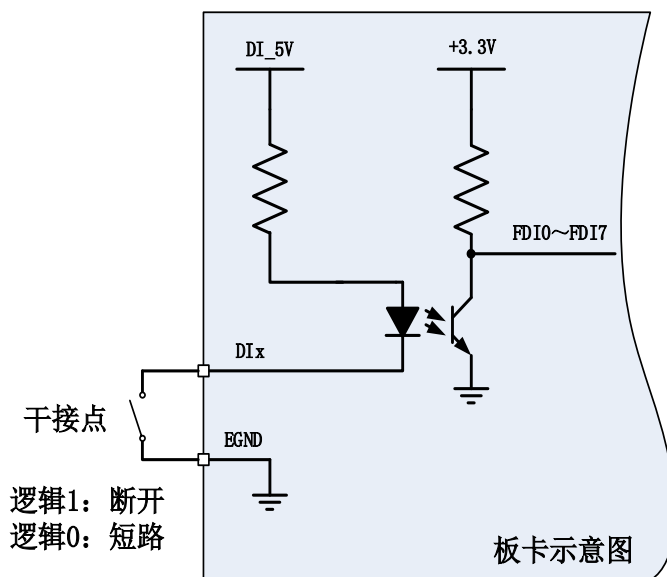 DI_5V
+3.3V
FDI0～FDI7
DIx
干接点
EGND
逻辑1：断开
逻辑0：短路
板卡示意图